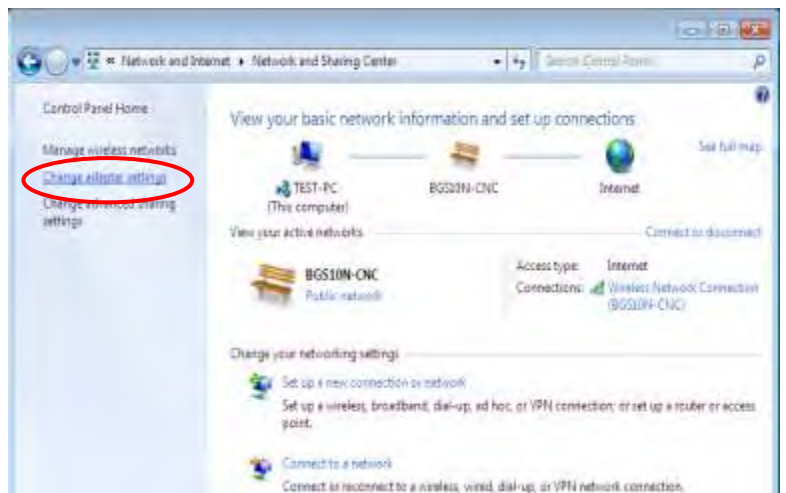 « Network and Internet ▸ Network and Sharing Center
Search Control Panel
Control Panel Home
Manage wireless networks
Change adapter settings
Change advanced sharing
settings
View your basic network information and set up connections
See full map
TEST-PC
(This computer)
BGS10N-CNC
Internet
View your active networks
Connect or disconnect
BGS10N-CNC
Public network
Access type: Internet
Connections: Wireless Network Connection
(BGS10N-CNC)
Change your networking settings
Set up a new connection or network
Set up a wireless, broadband, dial-up, ad hoc, or VPN connection; or set up a router or access
point.
Connect to a network
Connect or reconnect to a wireless, wired, dial-up, or VPN network connection.